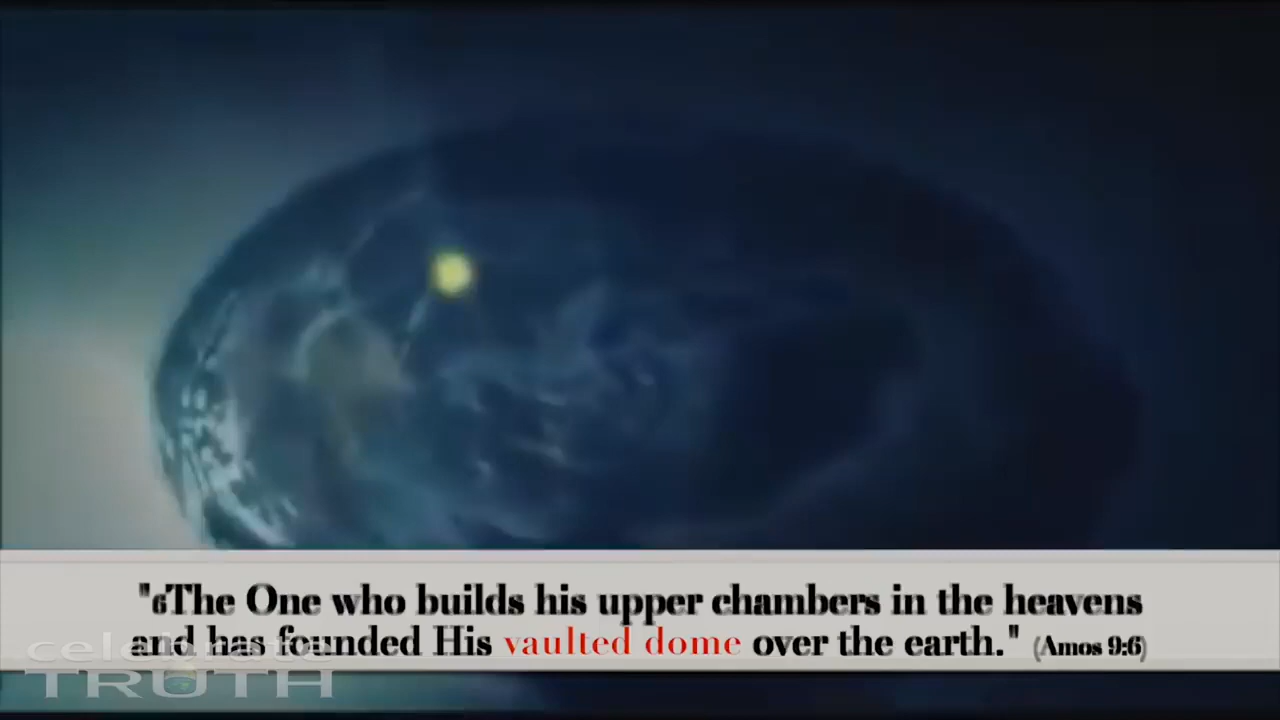 "6The One who builds his upper chambers in the heavens
and has founded His vaulted dome over the earth." (Amos 9:6)
celebrate
TRUTH